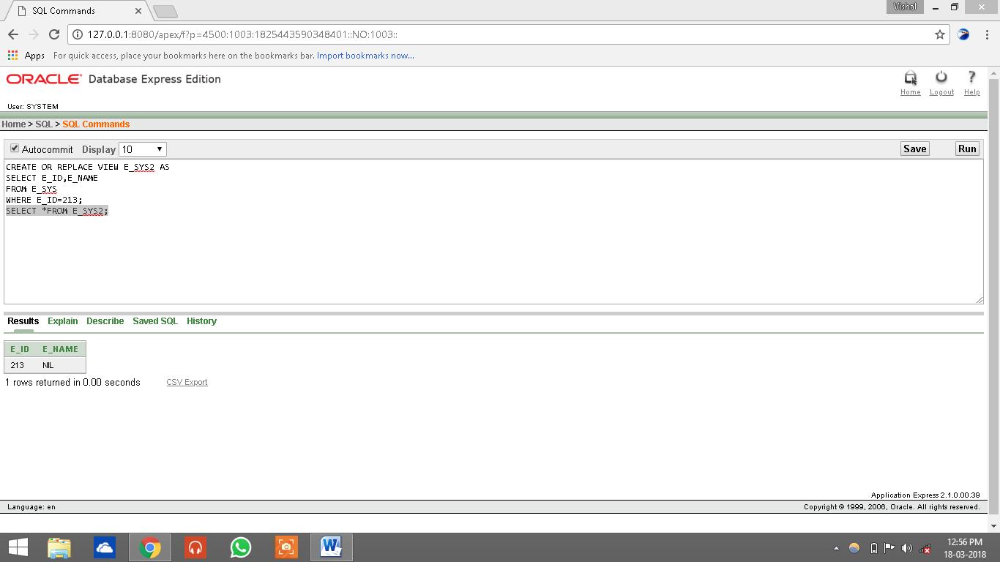 SQL Commands
Vishal
127.0.0.1:8080/apex/f?p=4500:1003:1825443590348401::NO:1003::
Apps For quick access, place your bookmarks here on the bookmarks bar. Import bookmarks now...
ORACLE Database Express Edition
Home Logout Help
User: SYSTEM
Home > SQL > SQL Commands
Autocommit Display 10 Save Run
CREATE OR REPLACE VIEW E_SYS2 AS
SELECT E_ID,E_NAME
FROM E_SYS
WHERE E_ID=213;
SELECT *FROM E_SYS2;
Results Explain Describe Saved SQL History
E_ID E_NAME
213 NIL
1 rows returned in 0.00 seconds CSV Export
Application Express 2.1.0.00.39
Language: en Copyright © 1999, 2006, Oracle. All rights reserved.
12:56 PM
18-03-2018